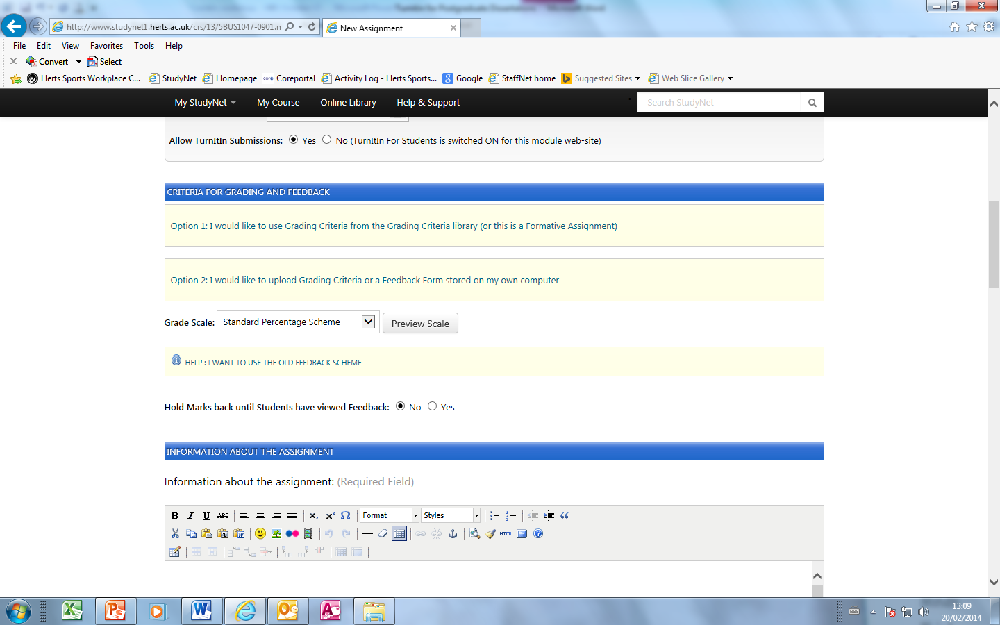 http://www.studynet1.herts.ac.uk/crs/13/5BUS1047-0901.n
New Assignment
File Edit View Favorites Tools Help
Convert Select
Herts Sports Workplace C... StudyNet Homepage core Coreportal Activity Log - Herts Sports... Google StaffNet home Suggested Sites Web Slice Gallery
My StudyNet My Course Online Library Help & Support Search StudyNet
Allow TurnItIn Submissions: Yes No (TurnItIn For Students is switched ON for this module web-site)
CRITERIA FOR GRADING AND FEEDBACK
Option 1: I would like to use Grading Criteria from the Grading Criteria library (or this is a Formative Assignment)
Option 2: I would like to upload Grading Criteria or a Feedback Form stored on my own computer
Grade Scale: Standard Percentage Scheme Preview Scale
HELP : I WANT TO USE THE OLD FEEDBACK SCHEME
Hold Marks back until Students have viewed Feedback: No Yes
INFORMATION ABOUT THE ASSIGNMENT
Information about the assignment: (Required Field)
B I U ABC x₂ x² Ω Format Styles
HTML
13:09
20/02/2014